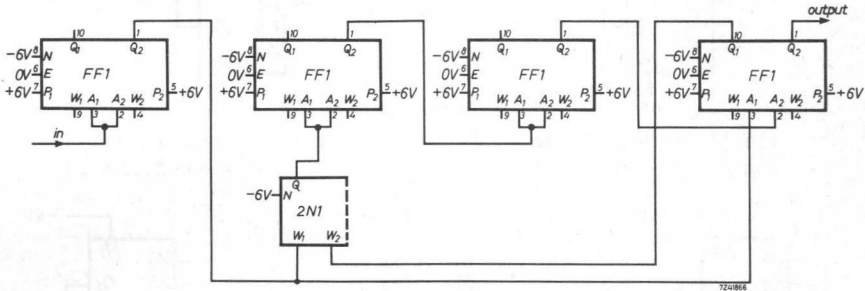 output
10 1 10 1 10 1 10 1
Q1 Q2 Q1 Q2 Q1 Q2 Q1 Q2
-6V 8 N -6V 8 N -6V 8 N -6V 8 N
0V 6 E FF1 0V 6 E FF1 0V 6 E FF1 0V 6 E FF1
+6V 7 P1 P2 5 +6V +6V 7 P1 P2 5 +6V +6V 7 P1 P2 5 +6V +6V 7 P1 P2 5 +6V
W1 A1 A2 W2 W1 A1 A2 W2 W1 A1 A2 W2 W1 A1 A2 W2
9 3 2 4 9 3 2 4 9 3 2 4 9 3 2 4
in
Q
-6V N
2N1
W1 W2
7241866